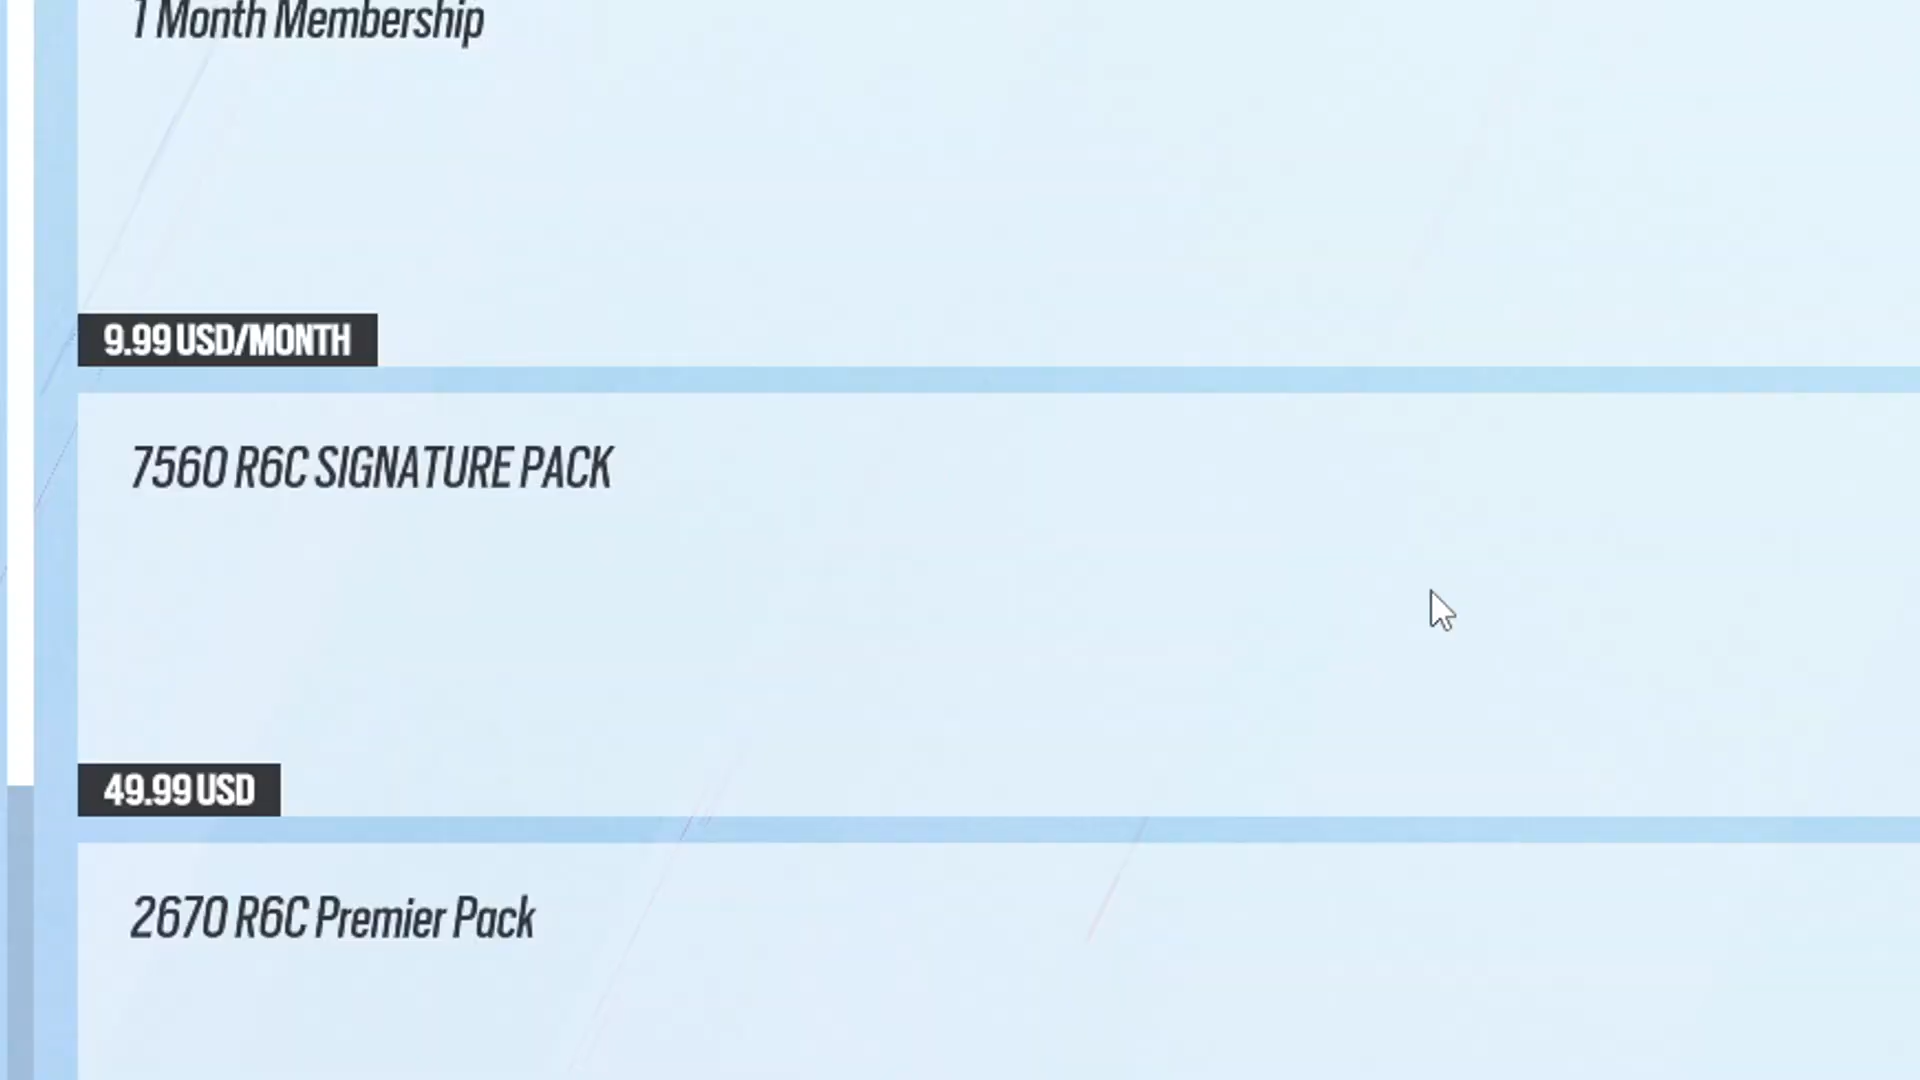 1 Month Membership
9.99 USD/MONTH
7560 R6C SIGNATURE PACK
49.99 USD
2670 R6C Premier Pack